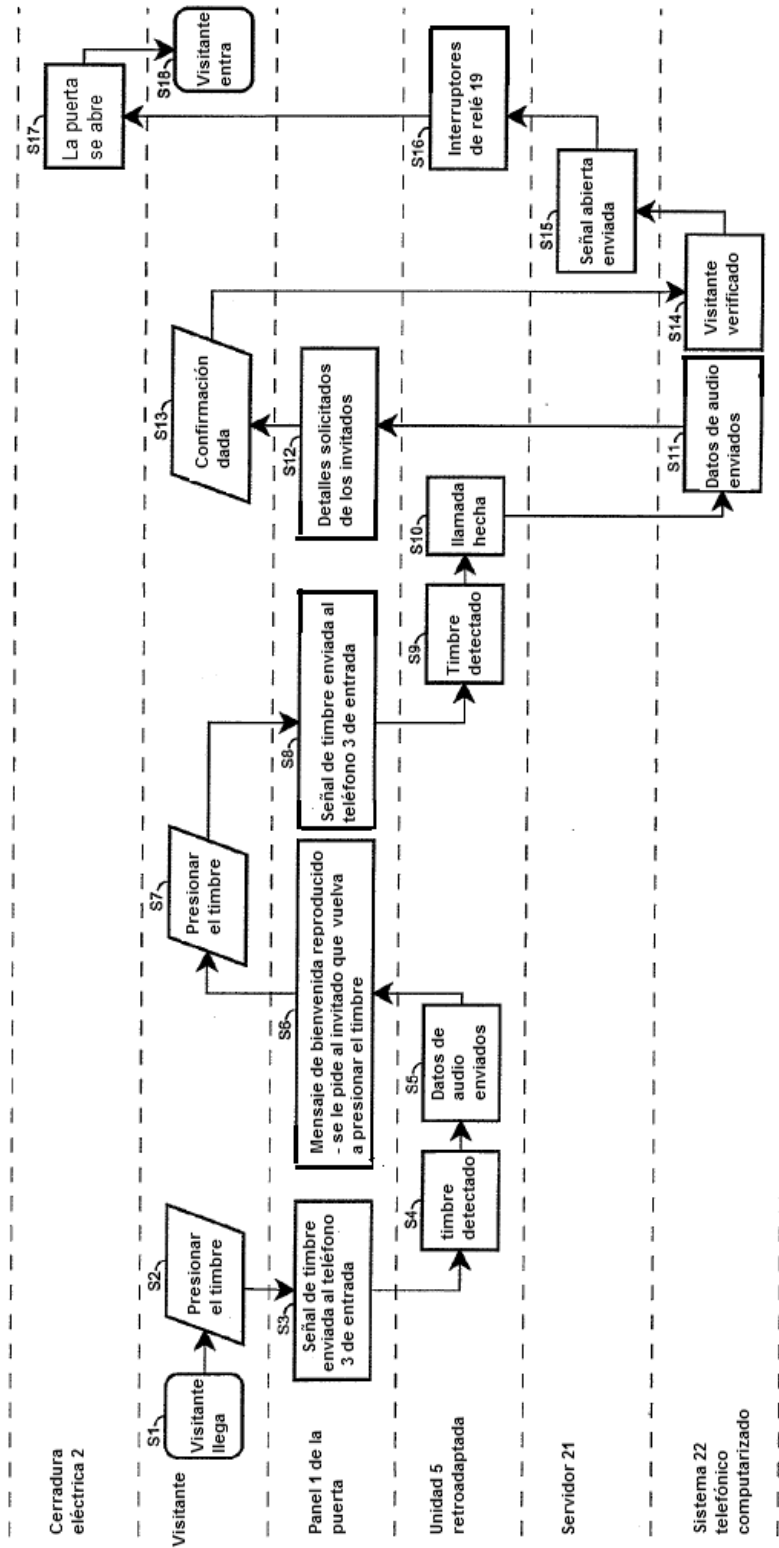 Cerradura
eléctrica 2
S17
La puerta
se abre
Visitante
S1
Visitante
llega
S2
Presionar
el timbre
S7
Presionar
el timbre
S13
Confirmación
dada
S18
Visitante
entra
Panel 1 de la
puerta
S3
Señal de timbre
enviada al teléfono
3 de entrada
S6
Mensaje de bienvenida reproducido
- se le pide al invitado que vuelva
a presionar el timbre
S8
Señal de timbre enviada al
teléfono 3 de entrada
S12
Detalles solicitados
de los invitados
Unidad 5
retroadaptada
S4
timbre
detectado
S5
Datos de
audio
enviados
S9
Timbre
detectado
S10
llamada
hecha
S16
Interruptores
de relé 19
Servidor 21
S15
Señal abierta
enviada
Sistema 22
telefónico
computarizado
S11
Datos de audio
enviados
S14
Visitante
verificado